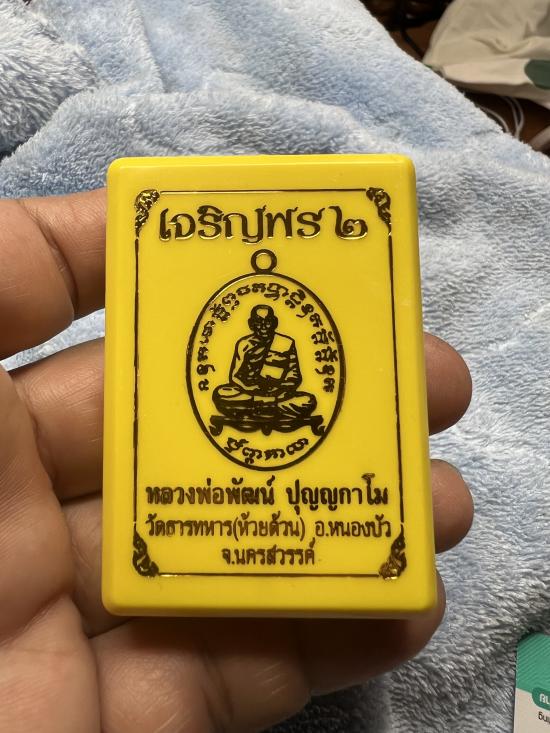 เจริญพร ๒
หลวงพ่อพัฒน์ ปุญญกาโม
วัดธารทหาร(ห้วยด้วน) อ.หนองบัว
จ.นครสวรรค์